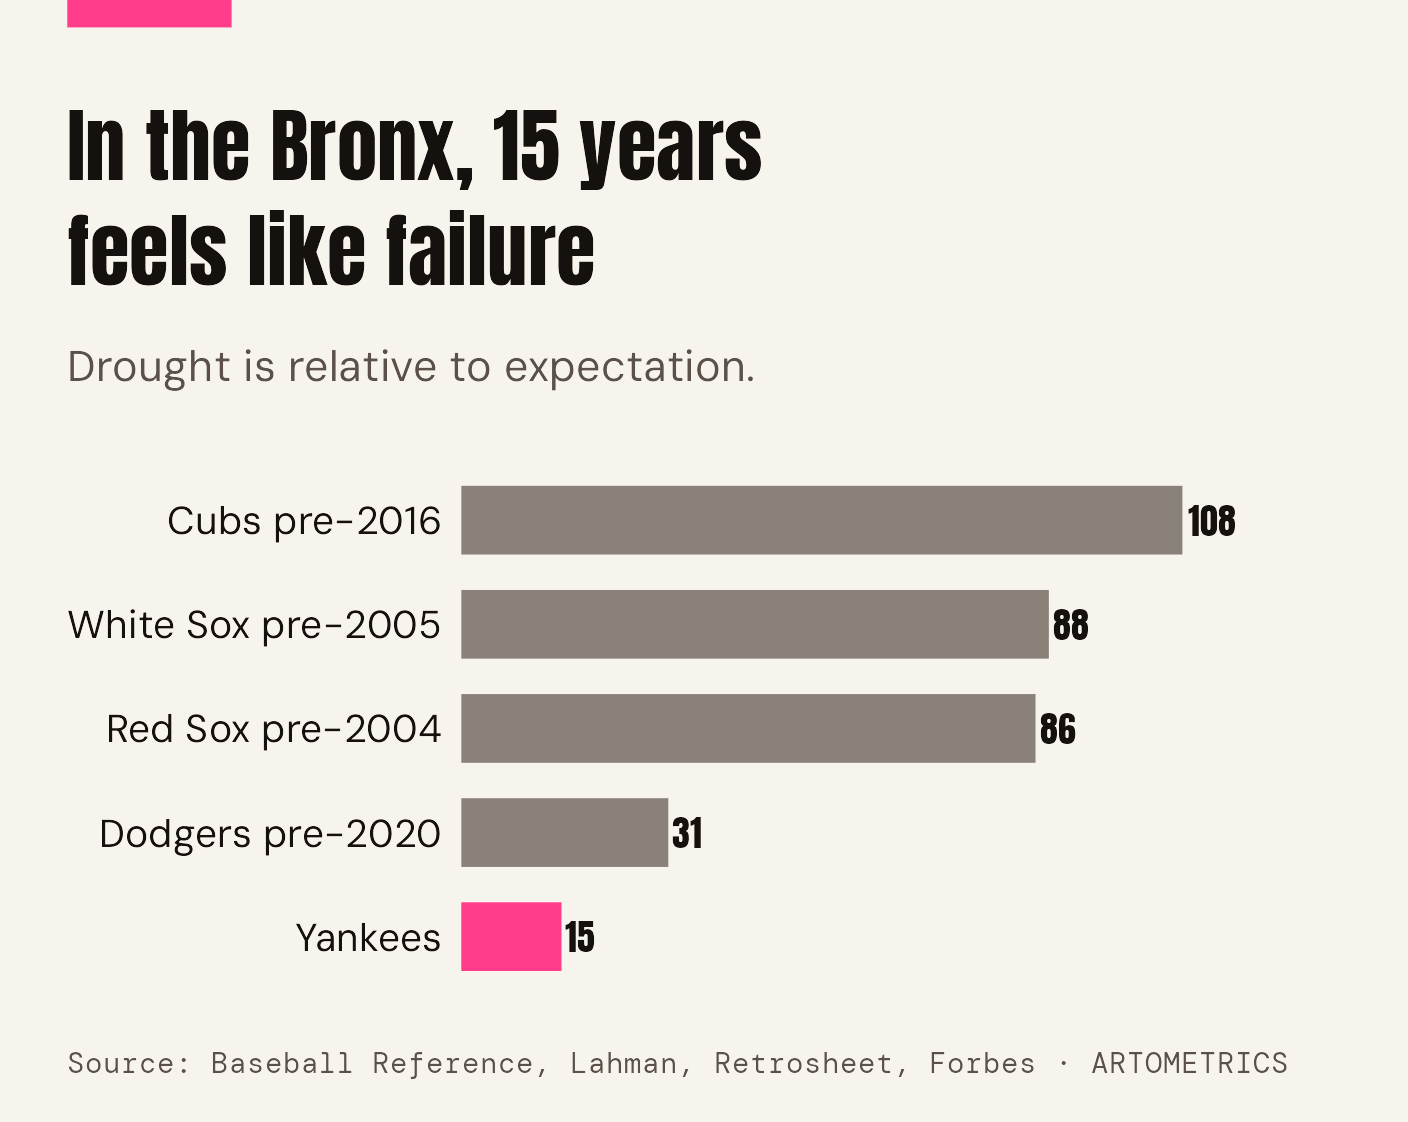 In the Bronx, 15 years
feels like failure
Drought is relative to expectation.
Cubs pre-2016 108
White Sox pre-2005 88
Red Sox pre-2004 86
Dodgers pre-2020 31
Yankees 15
Source: Baseball Reference, Lahman, Retrosheet, Forbes · ARTOMETRICS